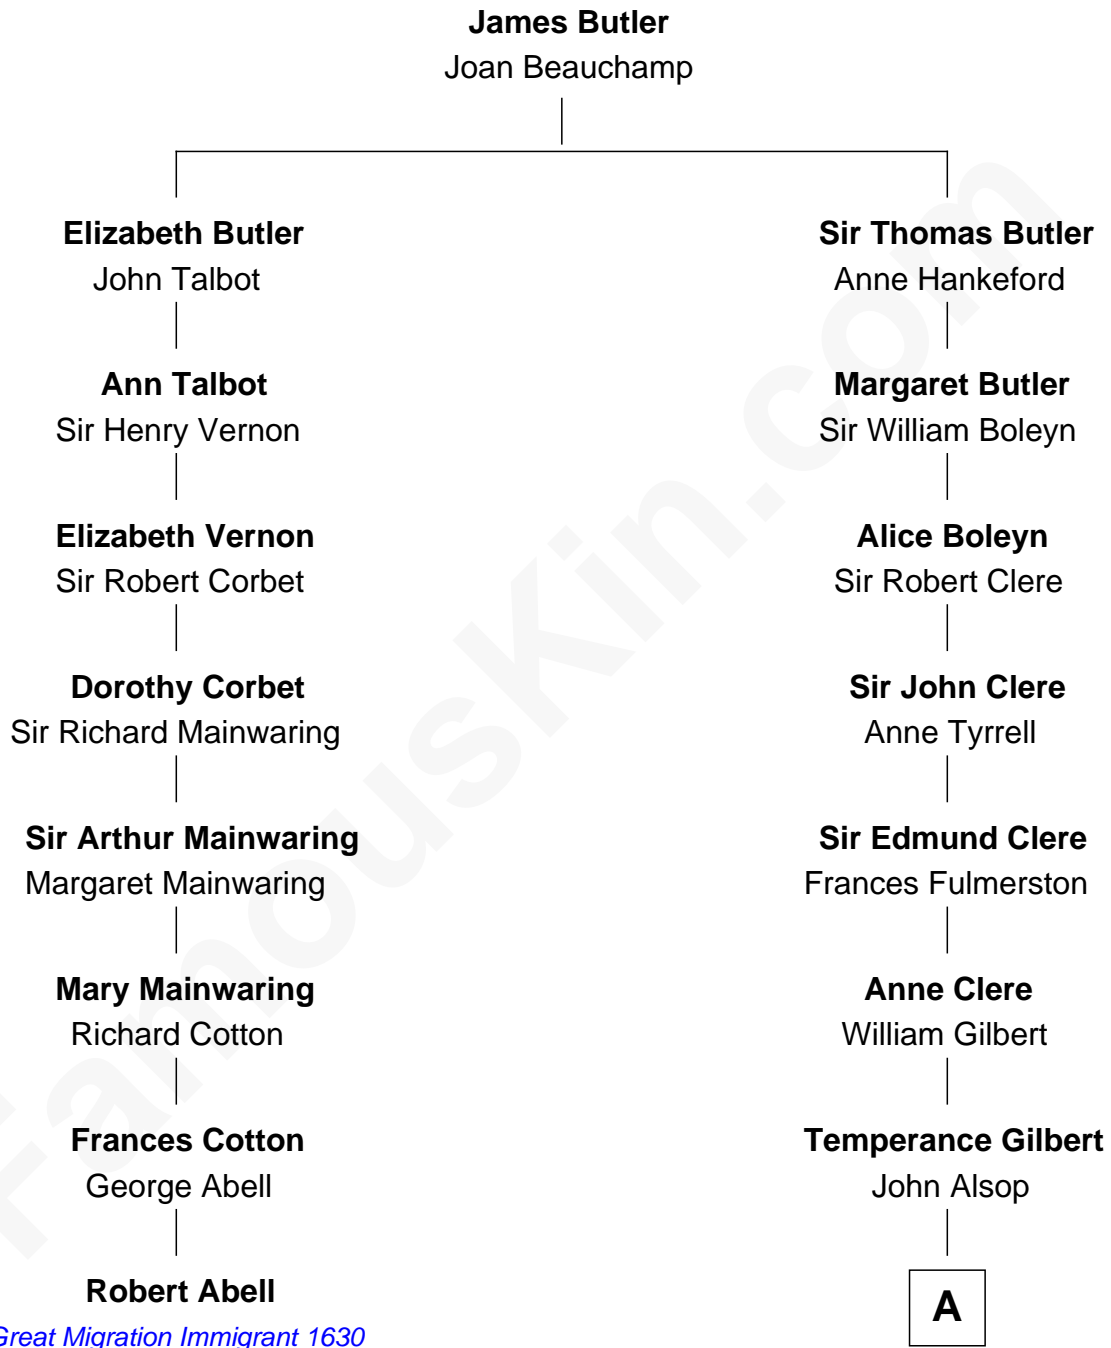 James Butler
Joan Beauchamp
Elizabeth Butler
John Talbot
Sir Thomas Butler
Anne Hankeford
Ann Talbot
Sir Henry Vernon
Margaret Butler
Sir William Boleyn
Elizabeth Vernon
Sir Robert Corbet
Alice Boleyn
Sir Robert Clere
Dorothy Corbet
Sir Richard Mainwaring
Sir John Clere
Anne Tyrrell
Sir Arthur Mainwaring
Margaret Mainwaring
Sir Edmund Clere
Frances Fulmerston
Mary Mainwaring
Richard Cotton
Anne Clere
William Gilbert
Frances Cotton
George Abell
Temperance Gilbert
John Alsop
Robert Abell
Great Migration Immigrant 1630
A
FamousKin.com